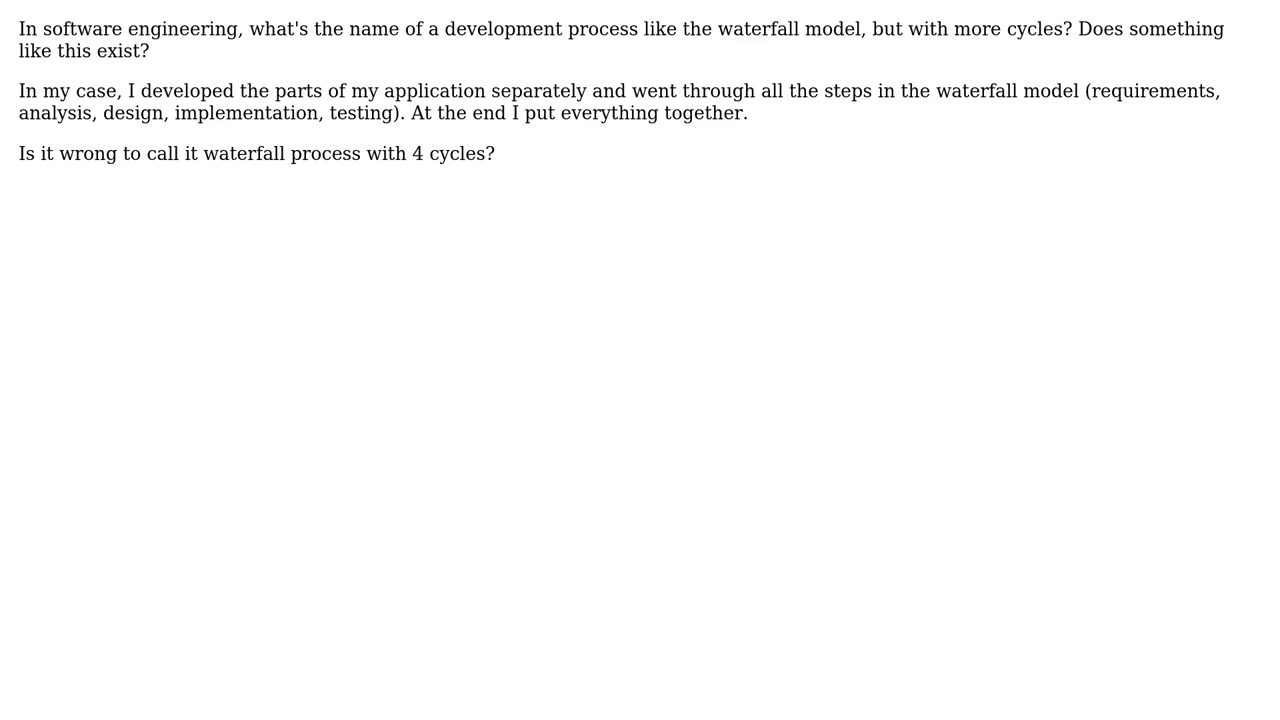 In software engineering, what's the name of a development process like the waterfall model, but with more cycles? Does something
like this exist?
In my case, I developed the parts of my application separately and went through all the steps in the waterfall model (requirements,
analysis, design, implementation, testing). At the end I put everything together.
Is it wrong to call it waterfall process with 4 cycles?